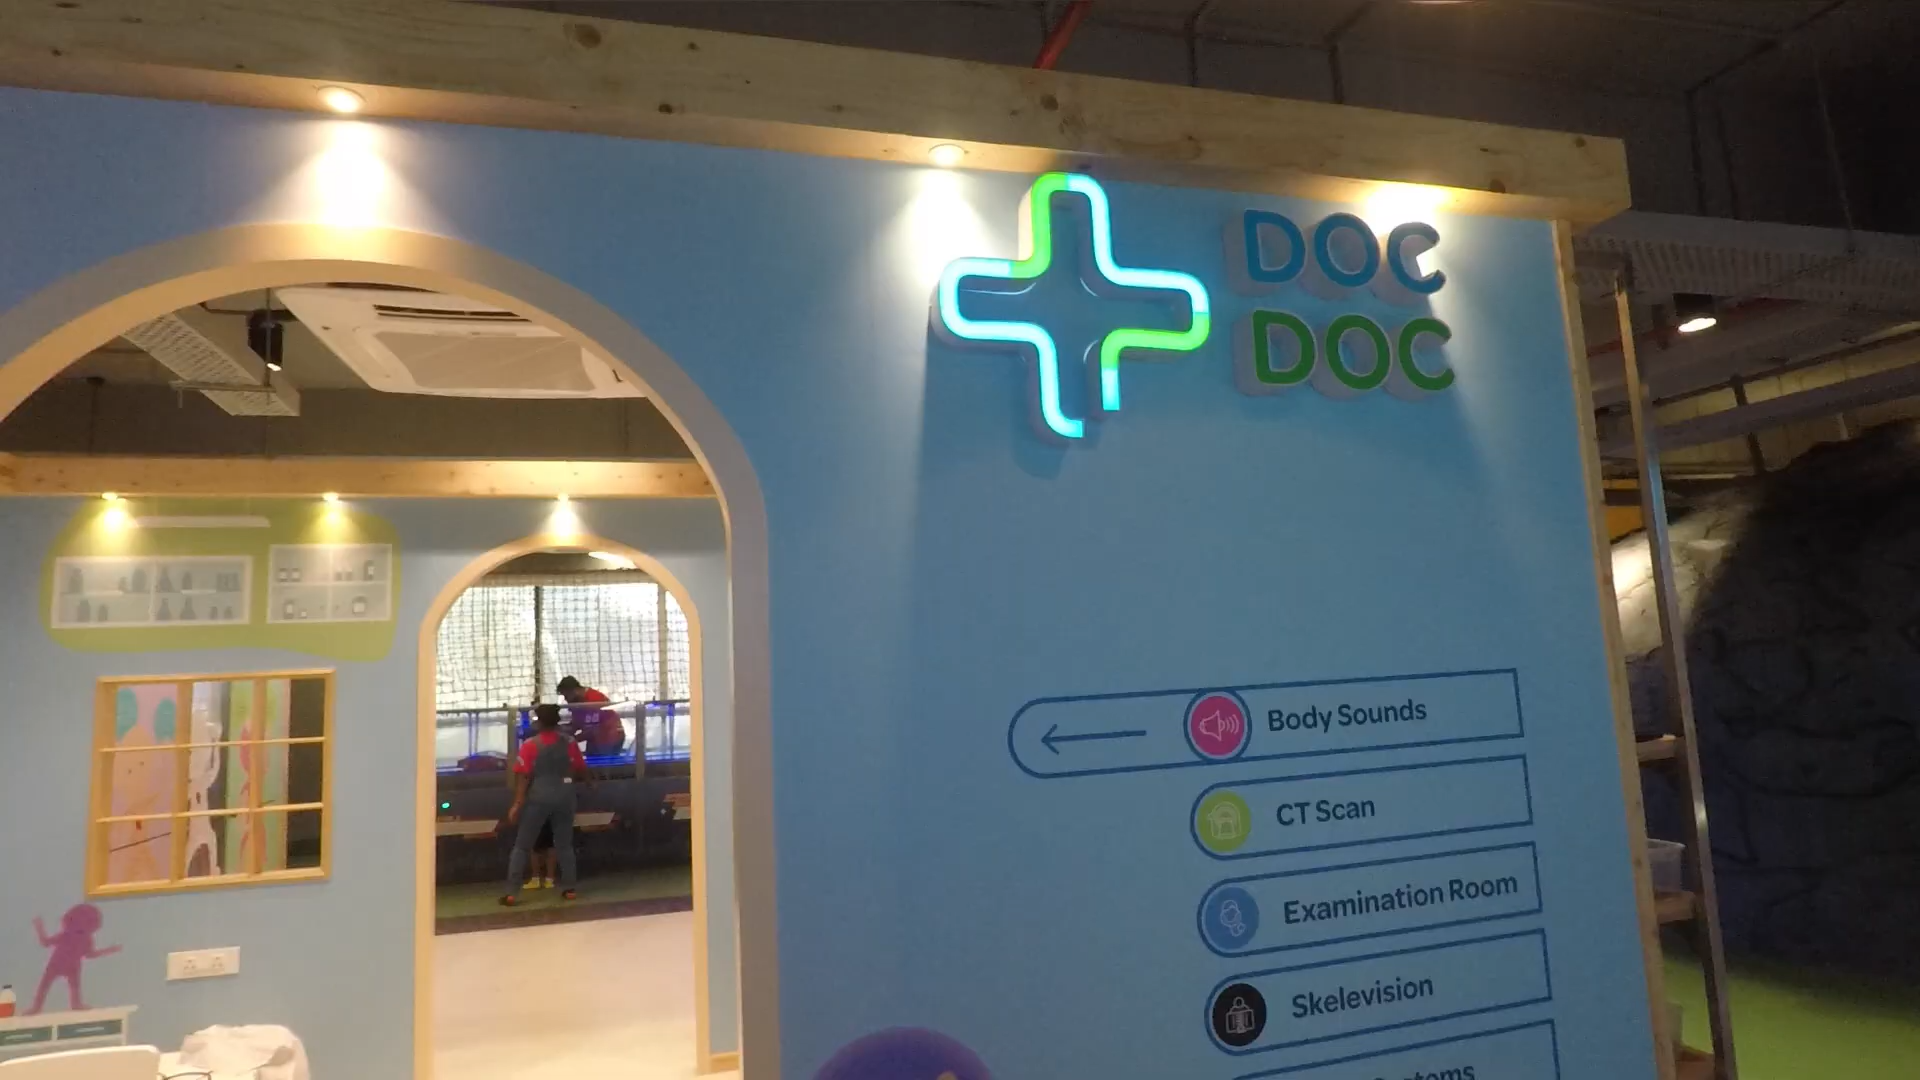 DOC
DOC
Body Sounds
CT Scan
Examination Room
Skelevision